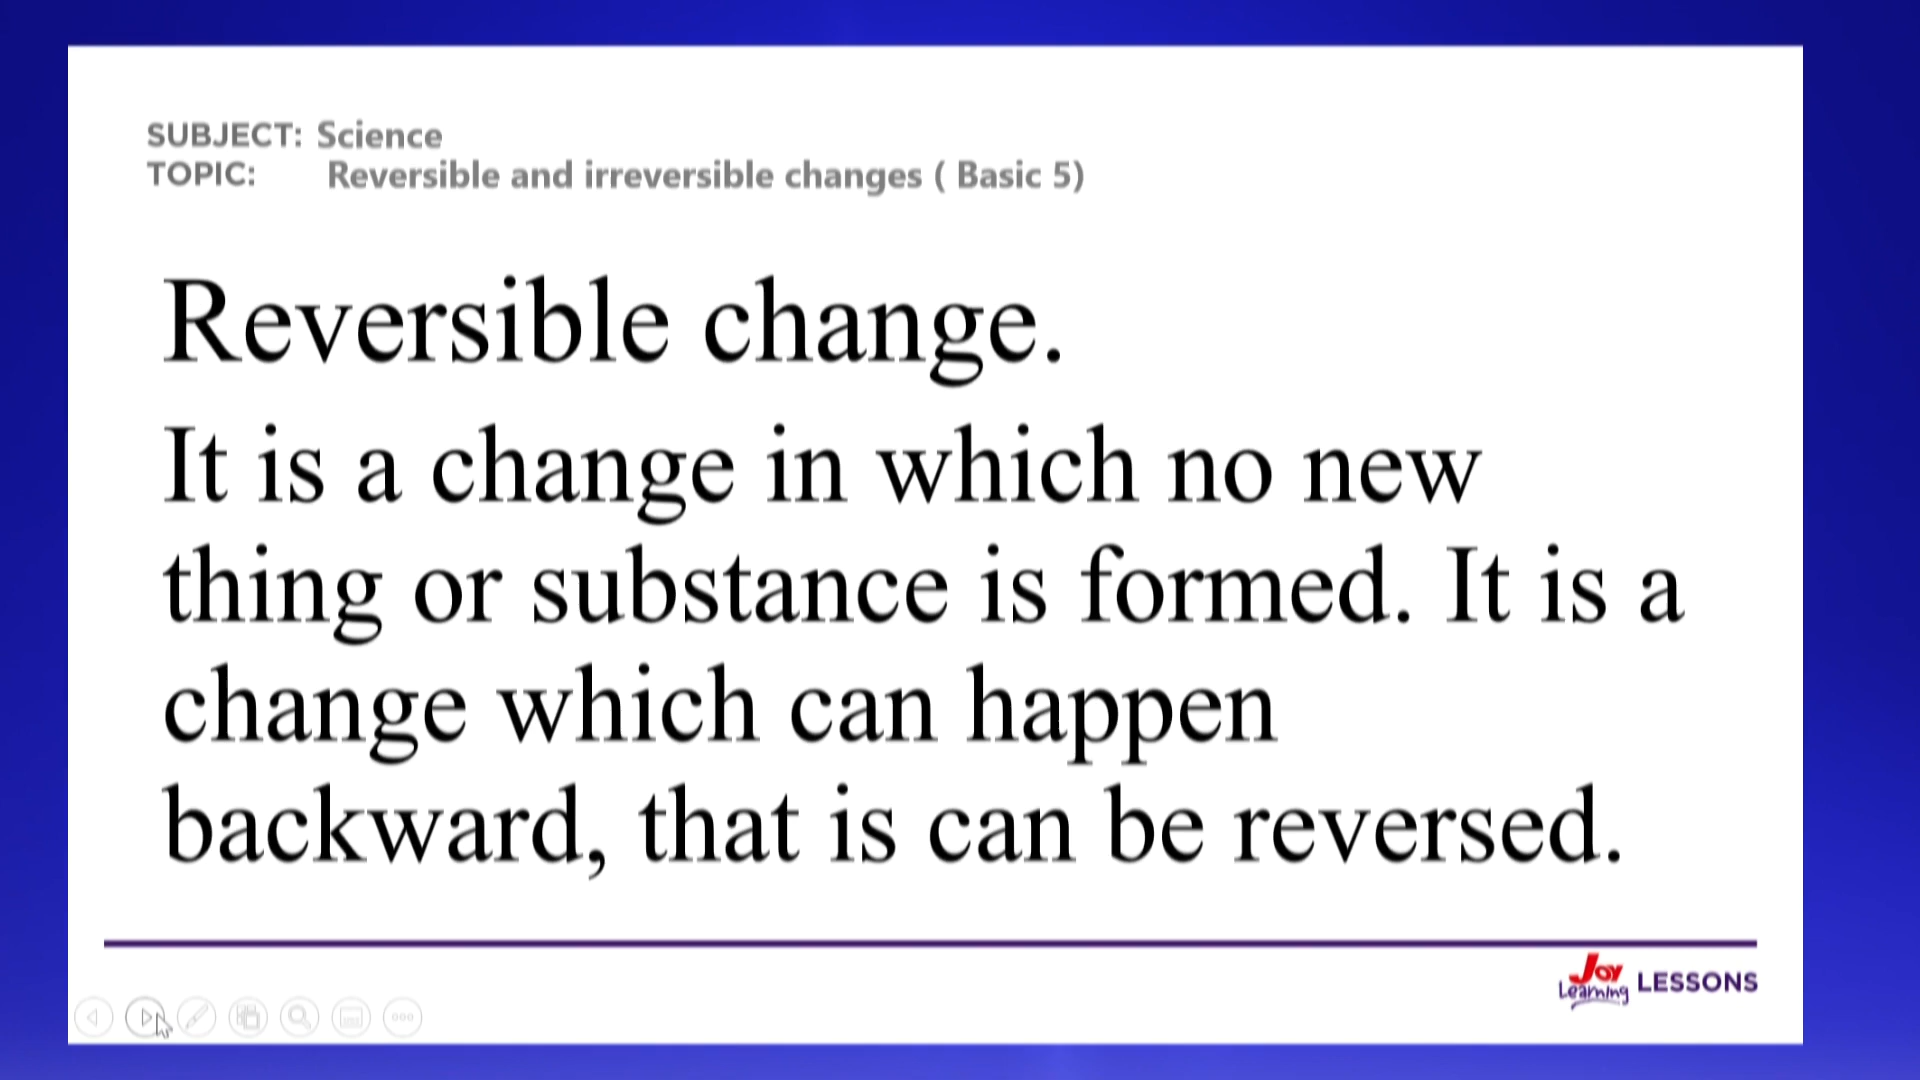 SUBJECT: Science
TOPIC: Reversible and irreversible changes ( Basic 5)
Reversible change.
It is a change in which no new
thing or substance is formed. It is a
change which can happen
backward, that is can be reversed.
Joy Learning LESSONS